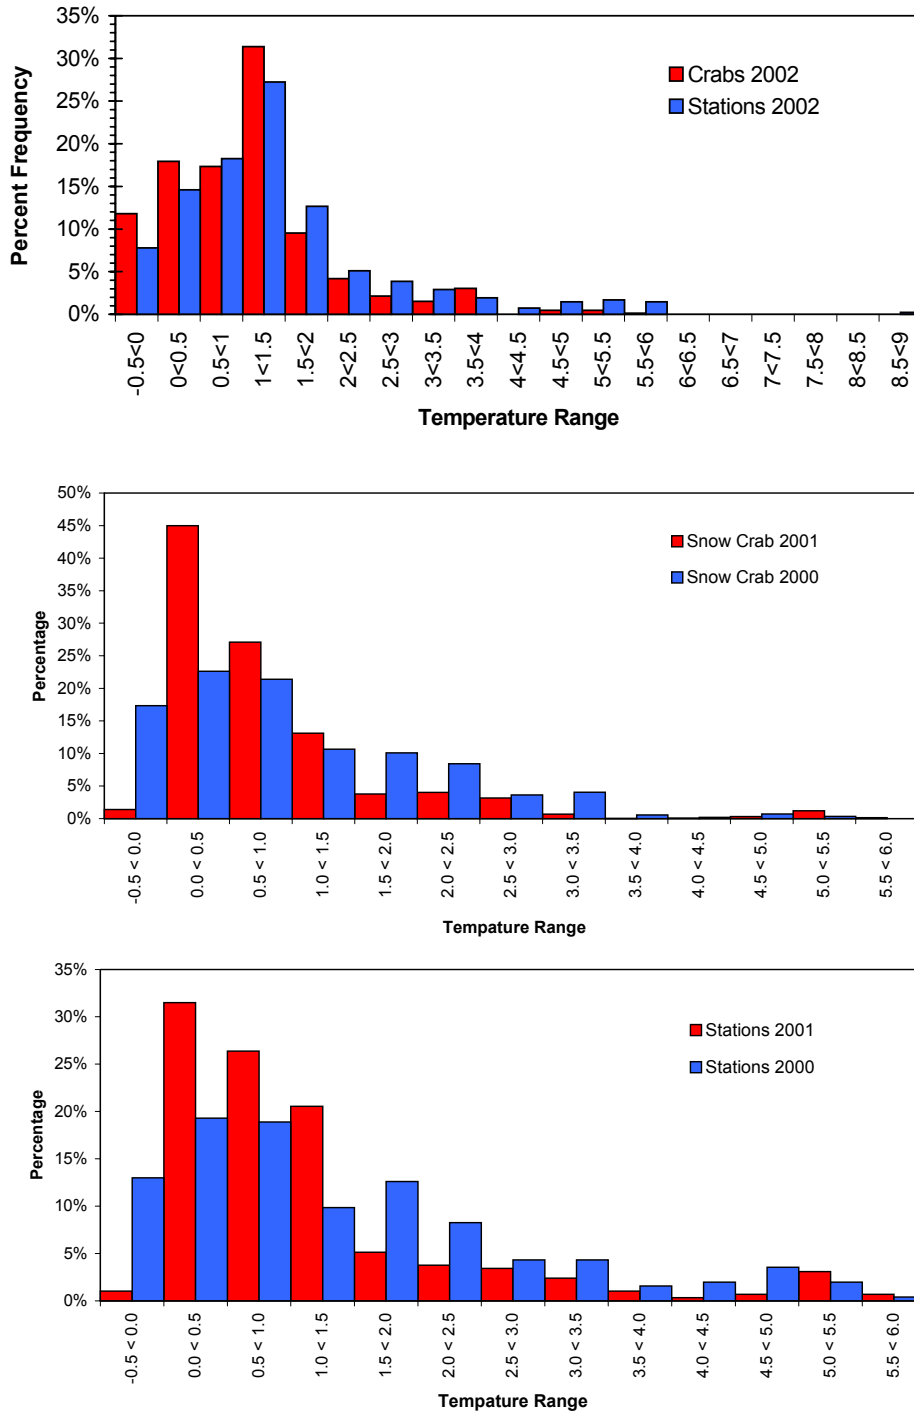 35%
30%
25%
20%
15%
10%
5%
0%
Percent Frequency
Crabs 2002
Stations 2002
-0.5<0
0<0.5
0.5<1
1<1.5
1.5<2
2<2.5
2.5<3
3<3.5
3.5<4
4<4.5
4.5<5
5<5.5
5.5<6
6<6.5
6.5<7
7<7.5
7.5<8
8<8.5
8.5<9
Temperature Range
50%
45%
40%
35%
30%
25%
20%
15%
10%
5%
0%
Percentage
Snow Crab 2001
Snow Crab 2000
-0.5 < 0.0
0.0 < 0.5
0.5 < 1.0
1.0 < 1.5
1.5 < 2.0
2.0 < 2.5
2.5 < 3.0
3.0 < 3.5
3.5 < 4.0
4.0 < 4.5
4.5 < 5.0
5.0 < 5.5
5.5 < 6.0
Tempature Range
35%
30%
25%
20%
15%
10%
5%
0%
Percentage
Stations 2001
Stations 2000
-0.5 < 0.0
0.0 < 0.5
0.5 < 1.0
1.0 < 1.5
1.5 < 2.0
2.0 < 2.5
2.5 < 3.0
3.0 < 3.5
3.5 < 4.0
4.0 < 4.5
4.5 < 5.0
5.0 < 5.5
5.5 < 6.0
Tempature Range